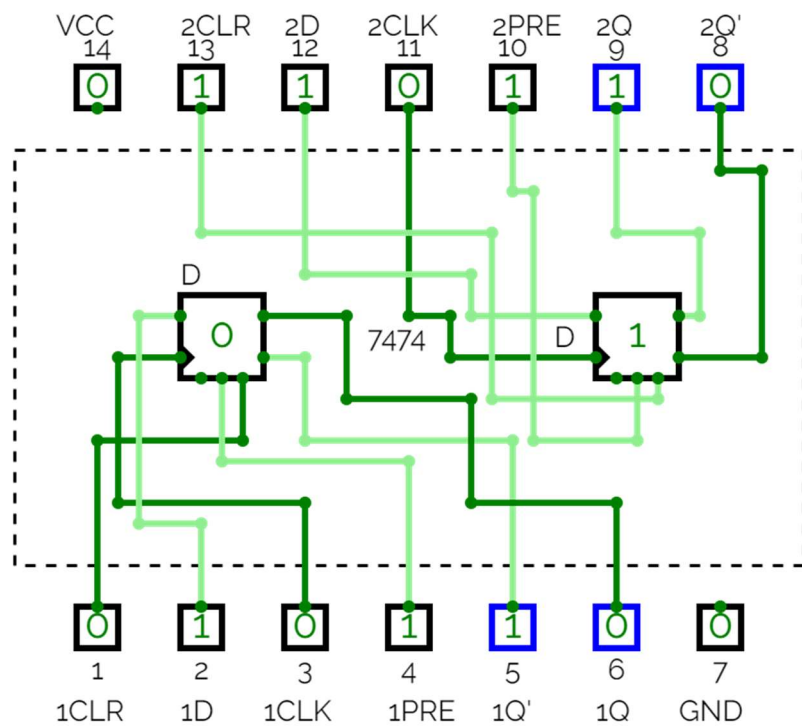 VCC 2CLR 2D 2CLK 2PRE 2Q 2Q'
14 13 12 11 10 9 8
0 1 1 0 1 1 0
D
0 7474 D 1
0 1 0 1 1 0 0
1 2 3 4 5 6 7
1CLR 1D 1CLK 1PRE 1Q' 1Q GND